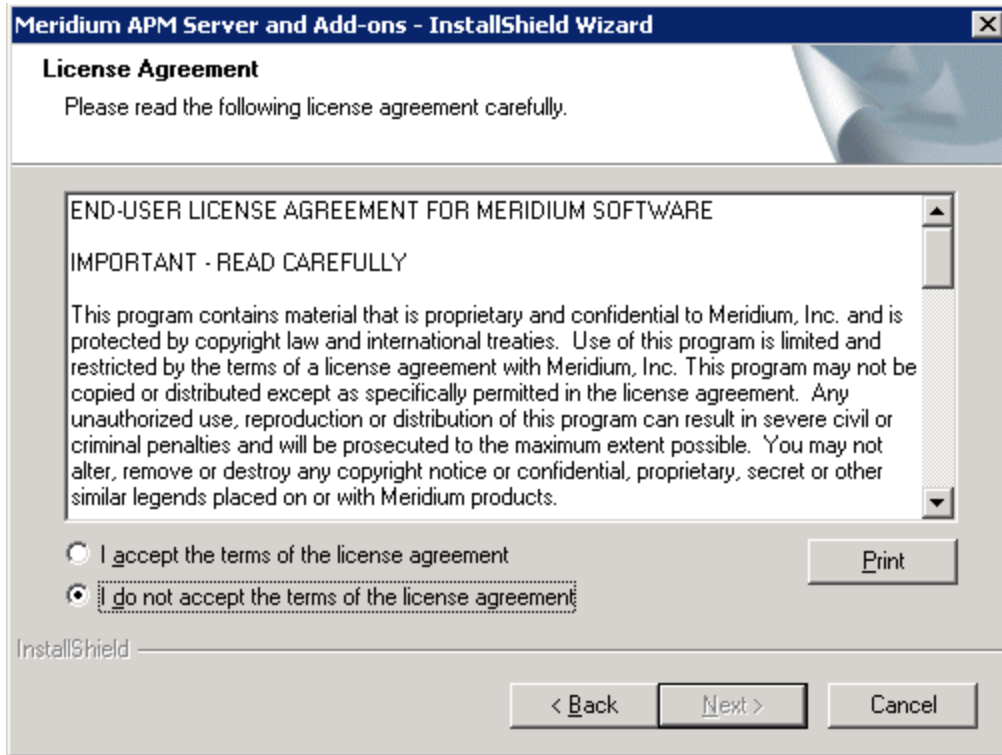 Meridium APM Server and Add-ons - InstallShield Wizard
License Agreement
Please read the following license agreement carefully.
END-USER LICENSE AGREEMENT FOR MERIDIUM SOFTWARE
IMPORTANT - READ CAREFULLY
This program contains material that is proprietary and confidential to Meridium, Inc. and is
protected by copyright law and international treaties.  Use of this program is limited and
restricted by the terms of a license agreement with Meridium, Inc. This program may not be
copied or distributed except as specifically permitted in the license agreement.  Any
unauthorized use, reproduction or distribution of this program can result in severe civil or
criminal penalties and will be prosecuted to the maximum extent possible.  You may not
alter, remove or destroy any copyright notice or confidential, proprietary, secret or other
similar legends placed on or with Meridium products.
I accept the terms of the license agreement
Print
I do not accept the terms of the license agreement
InstallShield
< Back
Next >
Cancel